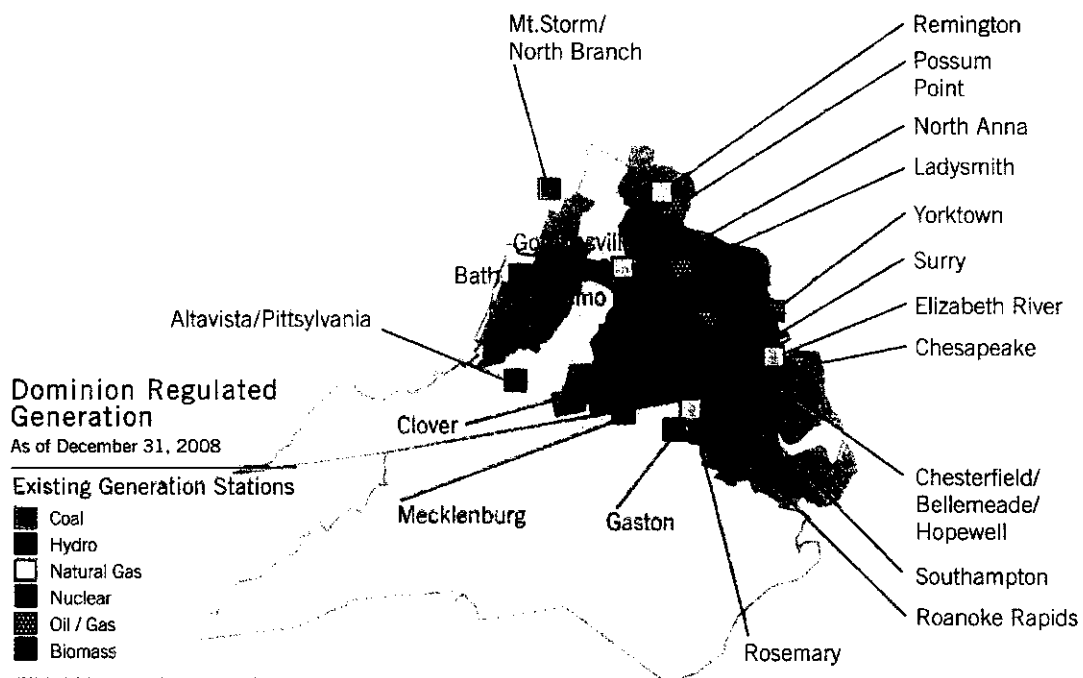 Mt.Storm/
North Branch
Remington
Possum
Point
North Anna
Ladysmith
Yorktown
Surry
Elizabeth River
Chesapeake
Bath
Altavista/Pittsylvania
Dominion Regulated
Generation
As of December 31, 2008
Clover
Existing Generation Stations
Coal
Hydro
Natural Gas
Nuclear
Oil / Gas
Biomass
Mecklenburg
Gaston
Chesterfield/
Bellemeade/
Hopewell
Southampton
Roanoke Rapids
Rosemary